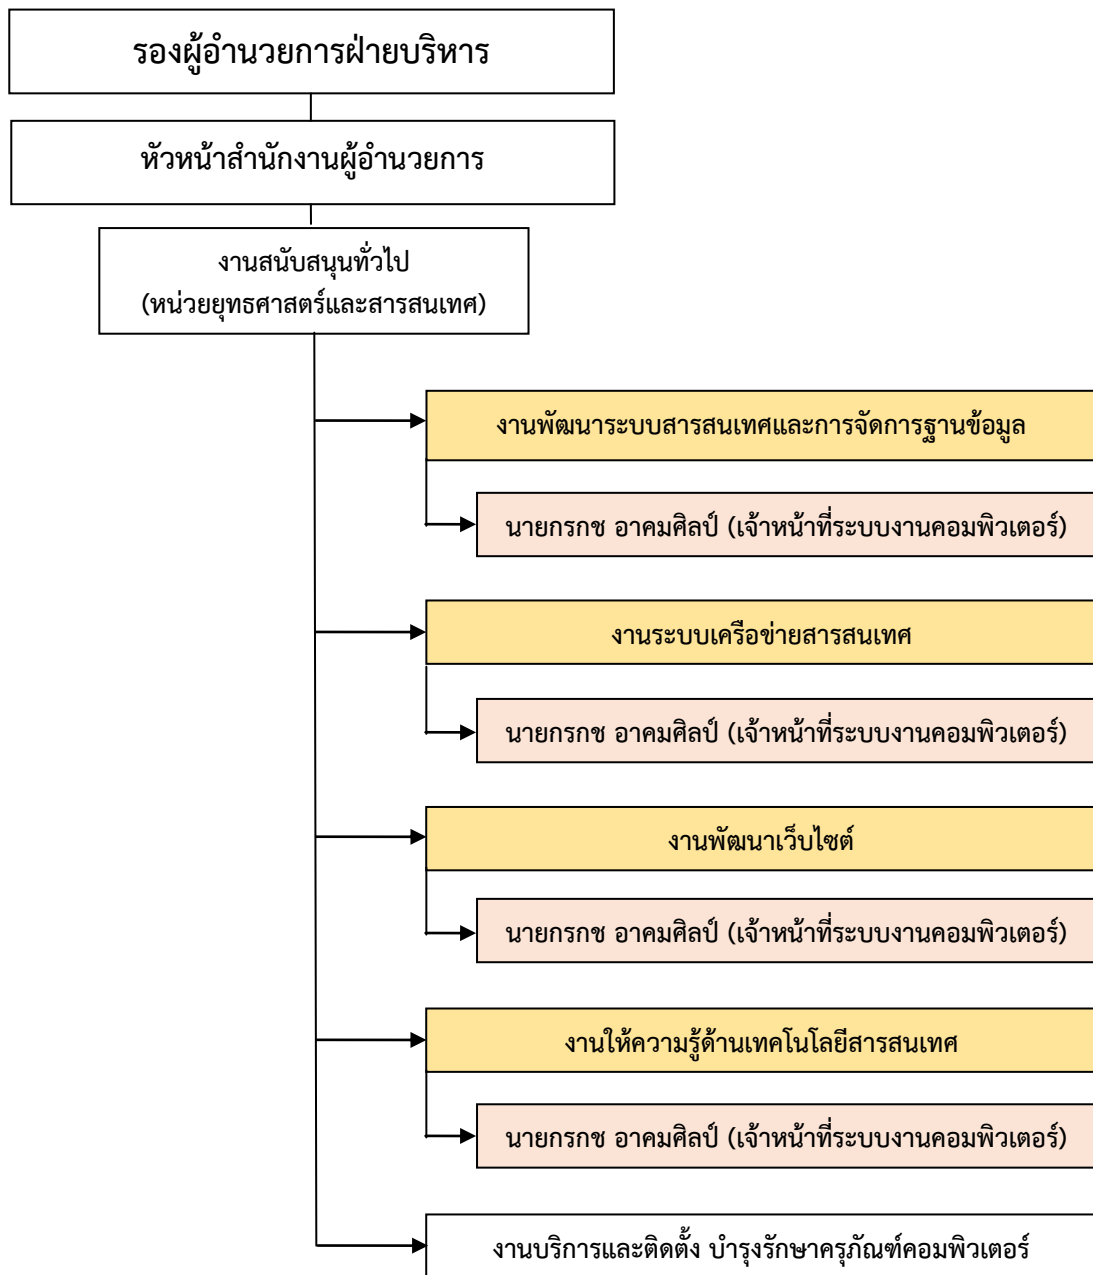 รองผู้อำนวยการฝ่ายบริหาร
หัวหน้าสำนักงานผู้อำนวยการ
งานสนับสนุนทั่วไป
(หน่วยยุทธศาสตร์และสารสนเทศ)
งานพัฒนาระบบสารสนเทศและการจัดการฐานข้อมูล
นายกรกช อาคมศิลป์ (เจ้าหน้าที่ระบบงานคอมพิวเตอร์)
งานระบบเครือข่ายสารสนเทศ
นายกรกช อาคมศิลป์ (เจ้าหน้าที่ระบบงานคอมพิวเตอร์)
งานพัฒนาเว็บไซต์
นายกรกช อาคมศิลป์ (เจ้าหน้าที่ระบบงานคอมพิวเตอร์)
งานให้ความรู้ด้านเทคโนโลยีสารสนเทศ
นายกรกช อาคมศิลป์ (เจ้าหน้าที่ระบบงานคอมพิวเตอร์)
งานบริการและติดตั้ง บำรุงรักษาครุภัณฑ์คอมพิวเตอร์